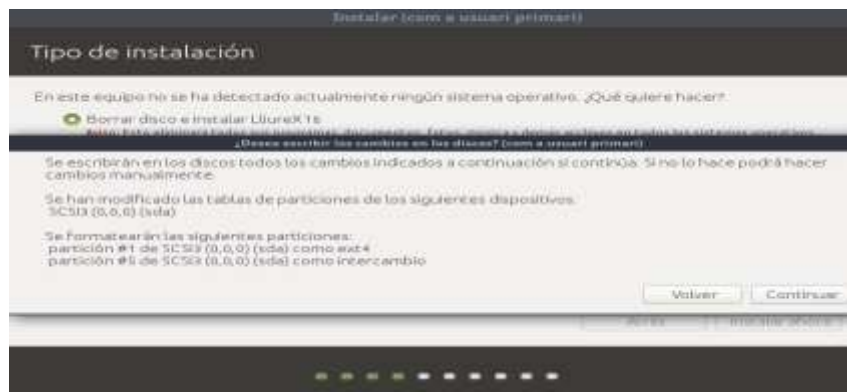 Instalar (com a usuari primari)
Tipo de instalación
En este equipo no se ha detectado actualmente ningún sistema operativo. ¿Qué quiere hacer?
Borrar disco e instalar LliureX 16
¿Desea escribir los cambios en los discos? (com a usuari primari)
Se escribirán en los discos todos los cambios indicados a continuación si continúa. Si no lo hace podrá hacer
cambios manualmente.
Se han modificado las tablas de particiones de los siguientes dispositivos:
SCSI3 (0,0,0) (sda)
Se formatearán las siguientes particiones:
partición #1 de SCSI3 (0,0,0) (sda) como ext4
partición #5 de SCSI3 (0,0,0) (sda) como intercambio
Volver Continuar
Atrás Instalar ahora